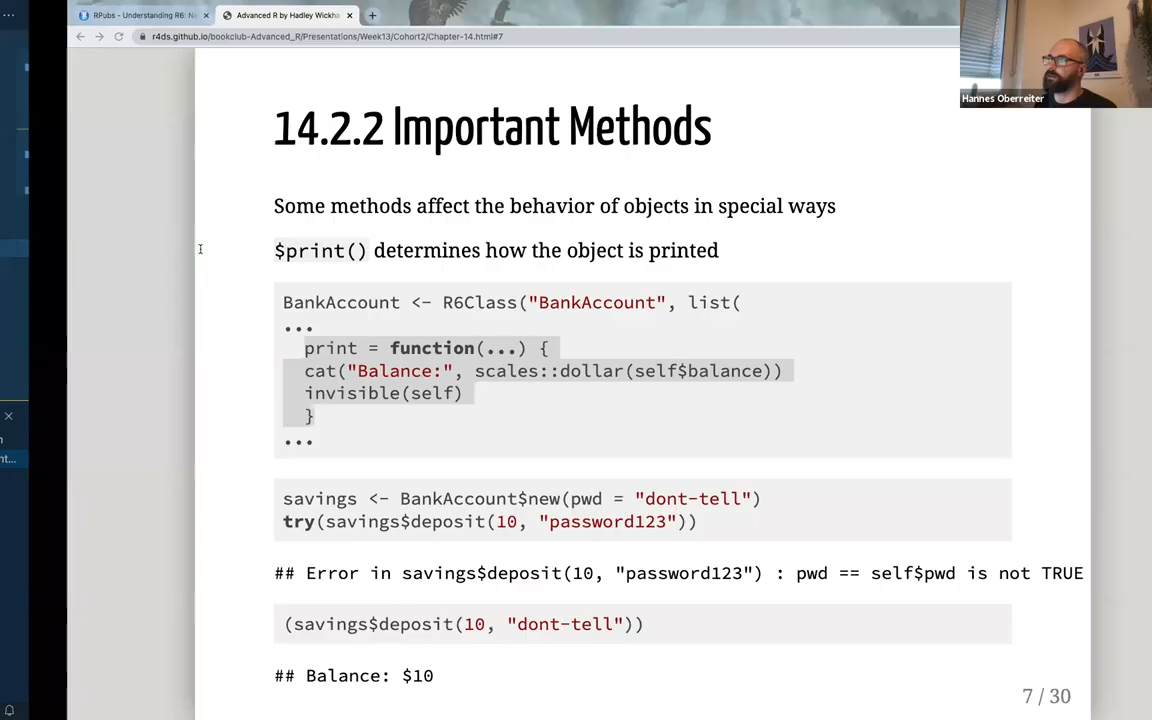 RPubs - Understanding R6: N
Advanced R by Hadley Wickha
r4ds.github.io/bookclub-Advanced_R/Presentations/Week13/Cohort2/Chapter-14.html#7
Hannes Oberreiter
14.2.2 Important Methods
Some methods affect the behavior of objects in special ways
$print() determines how the object is printed
BankAccount <- R6Class("BankAccount", list(
...
print = function(...) {
cat("Balance:", scales::dollar(self$balance))
invisible(self)
}
...
savings <- BankAccount$new(pwd = "dont-tell")
try(savings$deposit(10, "password123"))
## Error in savings$deposit(10, "password123") : pwd == self$pwd is not TRUE
(savings$deposit(10, "dont-tell"))
## Balance: $10
7 / 30